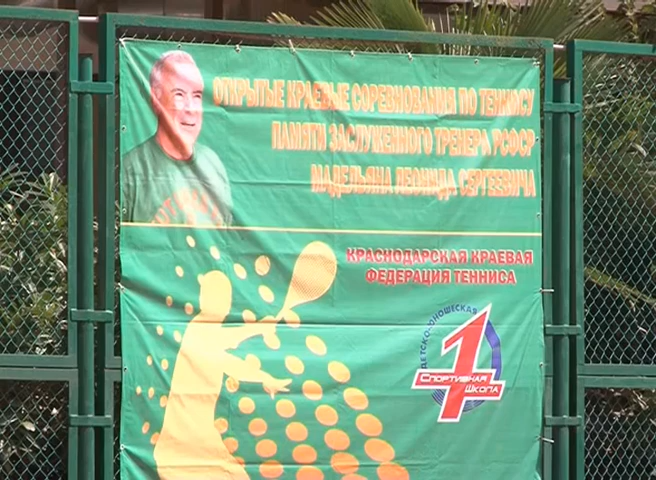 ОТКРЫТЫЕ КРАЕВЫЕ СОРЕВНОВАНИЯ ПО ТЕННИСУ
ПАМЯТИ ЗАСЛУЖЕННОГО ТРЕНЕРА РСФСР
МАДЕЛЬЯНА ЛЕОНИДА СЕРГЕЕВИЧА
КРАСНОДАРСКАЯ КРАЕВАЯ
ФЕДЕРАЦИЯ ТЕННИСА
ДЕТСКО-ЮНОШЕСКАЯ
1
СПОРТИВНАЯ
ШКОЛА